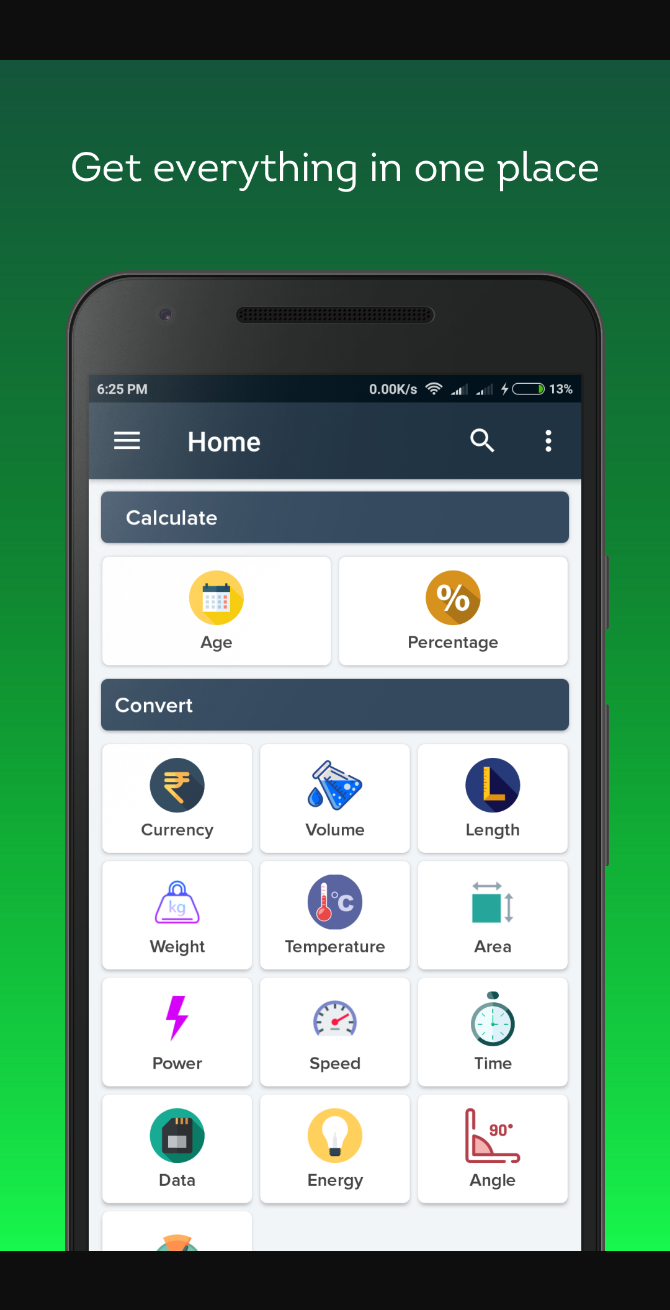 Get everything in one place
6:25 PM 0.00K/s 13%
Home
Calculate
%
Age Percentage
Convert
₹ L
Currency Volume Length
kg °C
Weight Temperature Area
Power Speed Time
90°
Data Energy Angle